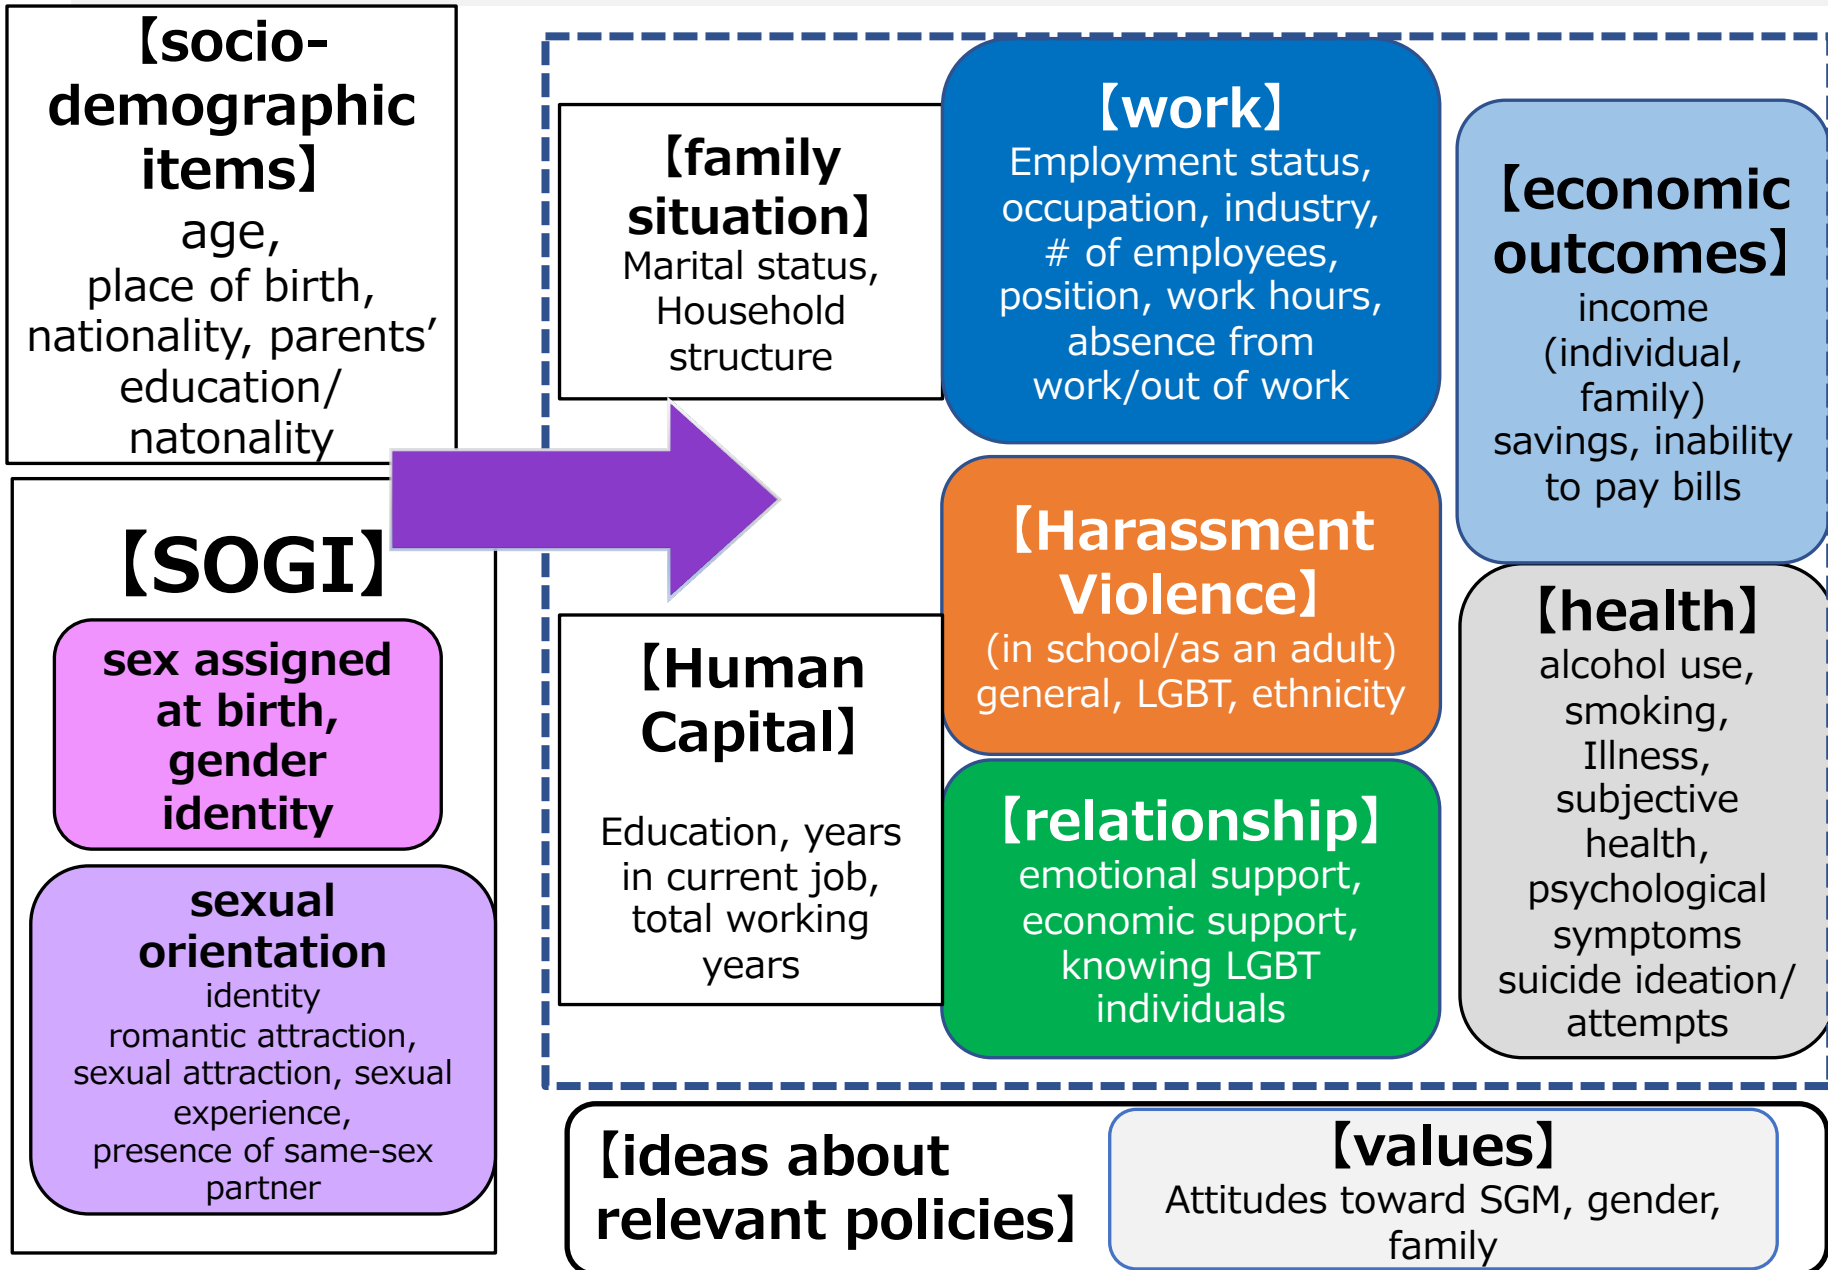 【socio-
demographic
items】
age,
place of birth,
nationality, parents’
education/
natonality
【SOGI】
sex assigned
at birth,
gender
identity
sexual
orientation
identity
romantic attraction,
sexual attraction, sexual
experience,
presence of same-sex
partner
【family
situation】
Marital status,
Household
structure
【Human
Capital】
Education, years
in current job,
total working
years
【work】
Employment status,
occupation, industry,
# of employees,
position, work hours,
absence from
work/out of work
【Harassment
Violence】
(in school/as an adult)
general, LGBT, ethnicity
【relationship】
emotional support,
economic support,
knowing LGBT
individuals
【economic
outcomes】
income
(individual,
family)
savings, inability
to pay bills
【health】
alcohol use,
smoking,
Illness,
subjective
health,
psychological
symptoms
suicide ideation/
attempts
【ideas about
relevant policies】
【values】
Attitudes toward SGM, gender,
family